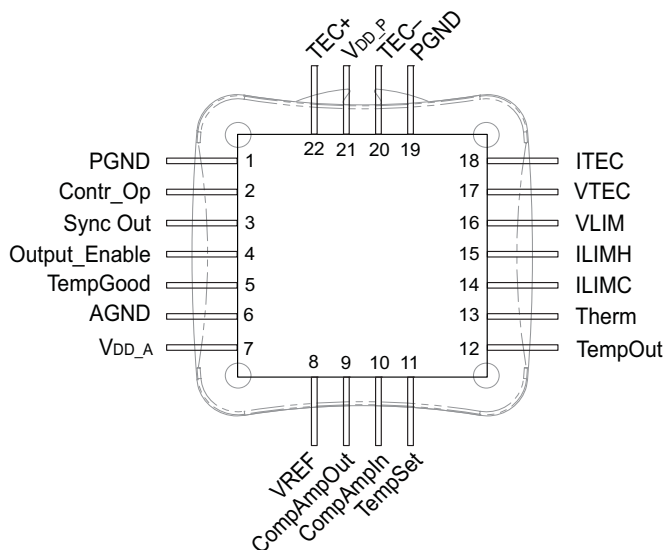 TEC+
VDD_P
TEC–
PGND
22
21
20
19
PGND 1
Contr_Op 2
Sync Out 3
Output_Enable 4
TempGood 5
AGND 6
VDD_A 7
18 ITEC
17 VTEC
16 VLIM
15 ILIMH
14 ILIMC
13 Therm
12 TempOut
8
9
10
11
VREF
CompAmpOut
CompAmpIn
TempSet